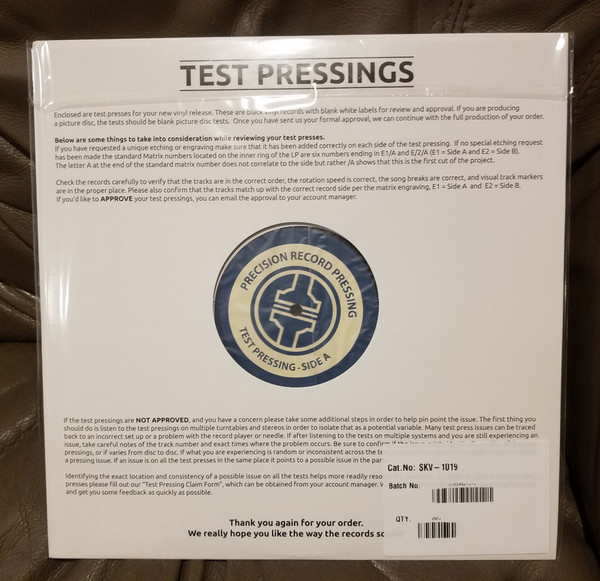 TEST PRESSINGS
Enclosed are test presses for your new vinyl release. These are black vinyl records with blank white labels for review and approval. If you are producing
a picture disc, the tests should be blank picture disc tests. Once you have sent us your formal approval, we can continue with the full production of your order.
Below are some things to take into consideration while reviewing your test presses.
If you have requested a unique etching or engraving make sure that it has been added correctly on each side of the test pressing. If no special etching request
has been made the standard Matrix numbers located on the inner ring of the LP are six numbers ending in E1/A and E/2/A (E1 = Side A and E2 = Side B).
The letter A at the end of the standard matrix number does not correlate to the side but rather /A shows that this is the first cut of the project.
Check the records carefully to verify that the tracks are in the correct order, the rotation speed is correct, the song breaks are correct, and visual track markers
are in the proper place. Please also confirm that the tracks match up with the correct record side per the matrix engraving, E1= Side A and E2 = Side B.
If you'd like to APPROVE your test pressings, you can email the approval to your account manager.
PRECISION RECORD PRESSING
TEST PRESSING - SIDE A
If the test pressings are NOT APPROVED, and you have a concern please take some additional steps in order to help pin point the issue. The first thing you
should do is listen to the test pressings on multiple turntables and stereos in order to isolate that as a potential variable. Many test press issues can be traced
back to an incorrect set up or a problem with the record player or needle. If after listening to the tests on multiple systems and you are still experiencing an
issue, take careful notes of the track number and exact times where the problem occurs. Be sure to confirm if the issue
pressings, or if varies from disc to disc. If what you are experiencing is random or inconsistent across the te
a pressing issue. If an issue is on all the test presses in the same place it points to a possible issue in the par
Identifying the exact location and consistency of a possible issue on all the tests helps more readily reso
presses please fill out our "Test Pressing Claim Form", which can be obtained from your account manager. W
and get you some feedback as quickly as possible.
Thank you again for your order.
We really hope you like the way the records so
Cat.No: SKV-1019
Batch No:
QTY.